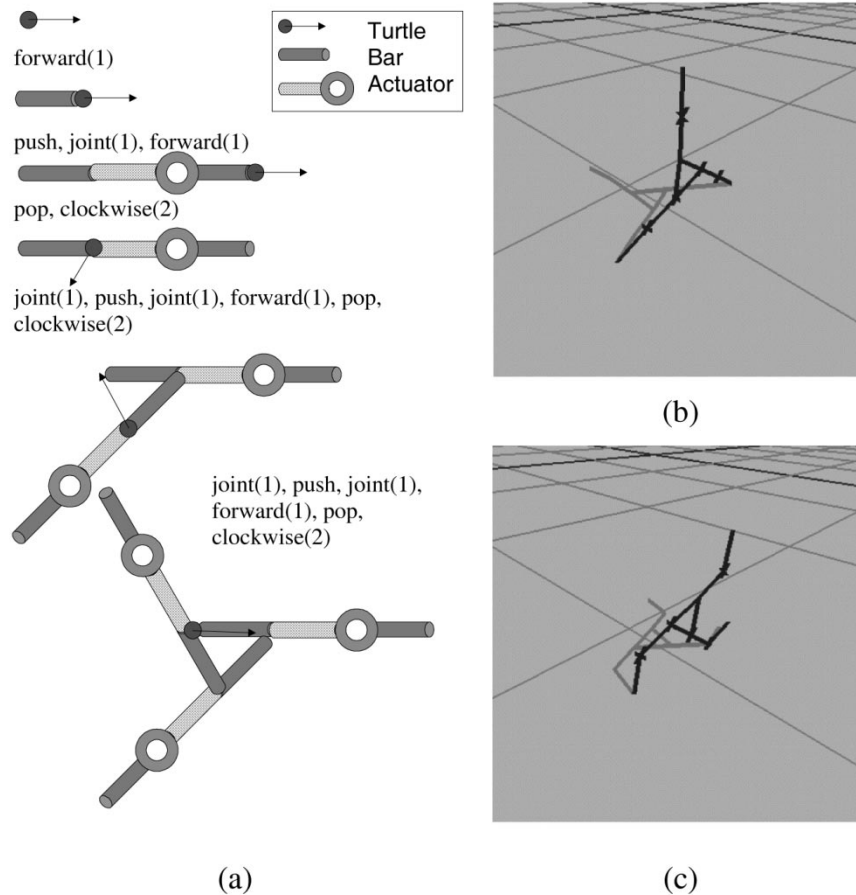 forward(1)
push, joint(1), forward(1)
pop, clockwise(2)
joint(1), push, joint(1), forward(1), pop,
clockwise(2)
joint(1), push, joint(1),
forward(1), pop,
clockwise(2)
Turtle
Bar
Actuator
(a)
(b)
(c)